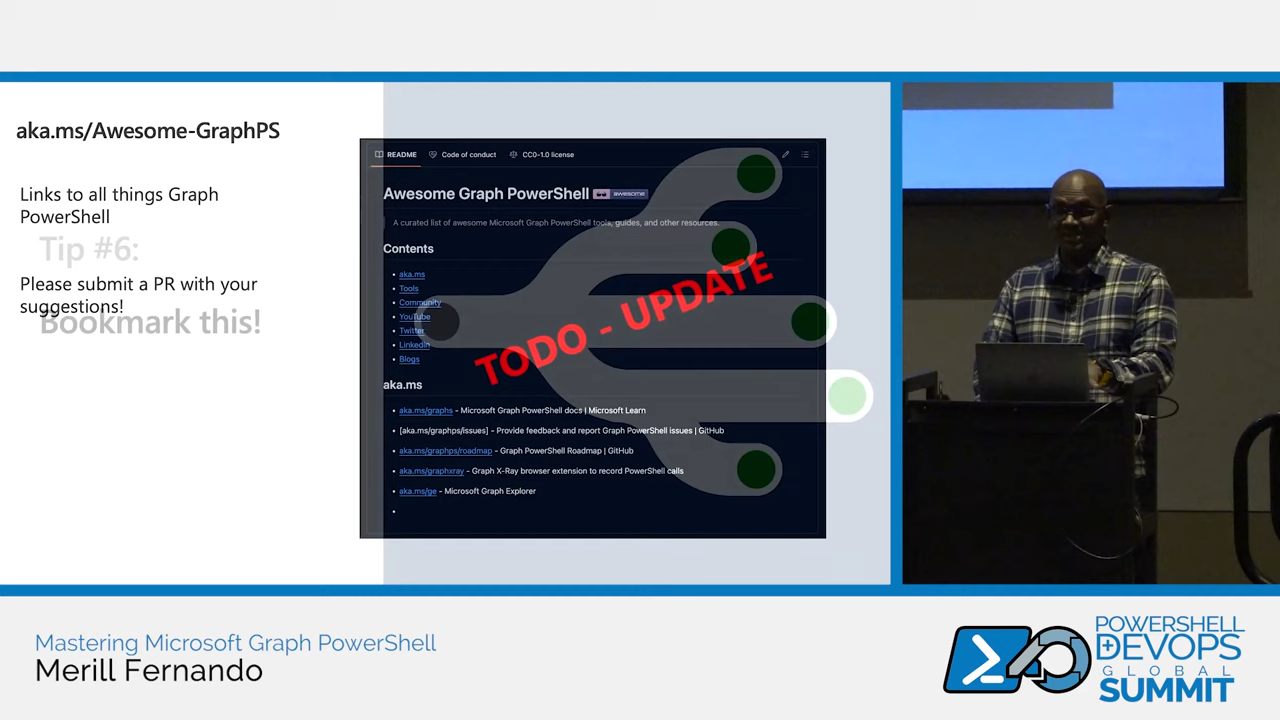 aka.ms/Awesome-GraphPS
Links to all things Graph
PowerShell
Tip #6:
Please submit a PR with your
suggestions!
Bookmark this!
README
Code of conduct
CC0-1.0 license
Awesome Graph PowerShell
AWESOME
A curated list of awesome Microsoft Graph PowerShell tools, guides, and other resources.
Contents
• aka.ms
• Tools
• Community
• YouTube
• Twitter
• LinkedIn
• Blogs
TODO - UPDATE
aka.ms
• aka.ms/graphs - Microsoft Graph PowerShell docs | Microsoft Learn
• [aka.ms/graphps/issues] - Provide feedback and report Graph PowerShell issues | GitHub
• aka.ms/graphps/roadmap - Graph PowerShell Roadmap | GitHub
• aka.ms/graphxray - Graph X-Ray browser extension to record PowerShell calls
• aka.ms/ge - Microsoft Graph Explorer
•
Mastering Microsoft Graph PowerShell
Merill Fernando
POWERSHELL
DEVOPS
GLOBAL
SUMMIT